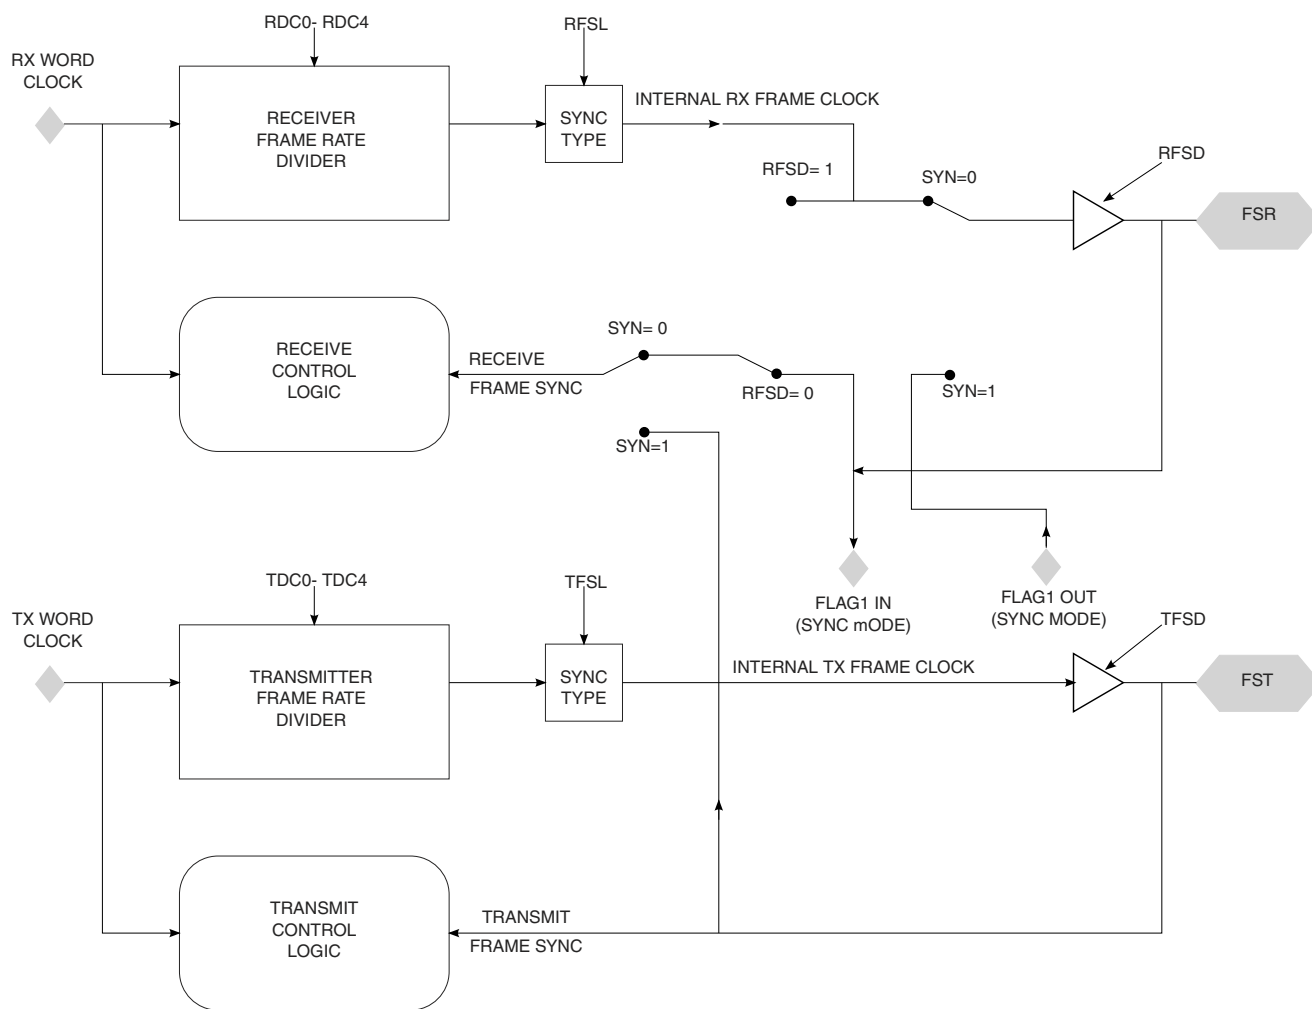 RDC0- RDC4
RFSL
RX WORD
CLOCK
RECEIVER
FRAME RATE
DIVIDER
SYNC
TYPE
INTERNAL RX FRAME CLOCK
RFSD= 1
SYN=0
RFSD
FSR
RECEIVE
CONTROL
LOGIC
RECEIVE
FRAME SYNC
SYN= 0
RFSD= 0
SYN=1
SYN=1
FLAG1 IN
(SYNC mODE)
FLAG1 OUT
(SYNC MODE)
TDC0- TDC4
TFSL
TX WORD
CLOCK
TRANSMITTER
FRAME RATE
DIVIDER
SYNC
TYPE
INTERNAL TX FRAME CLOCK
TFSD
FST
TRANSMIT
CONTROL
LOGIC
TRANSMIT
FRAME SYNC